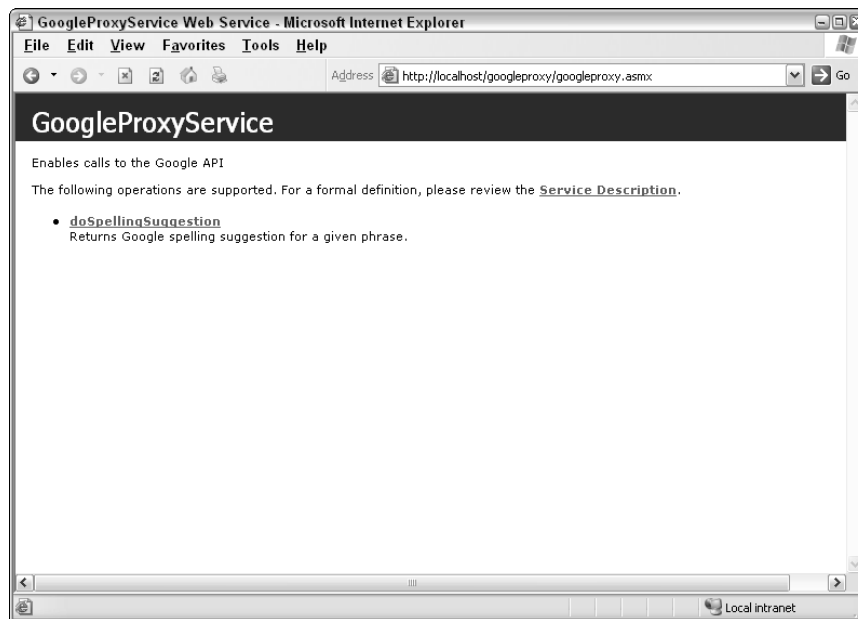 GoogleProxyService Web Service - Microsoft Internet Explorer
File Edit View Favorites Tools Help
Address http://localhost/googleproxy/googleproxy.asmx Go
GoogleProxyService
Enables calls to the Google API
The following operations are supported. For a formal definition, please review the Service Description.
doSpellingSuggestion
Returns Google spelling suggestion for a given phrase.
Local intranet